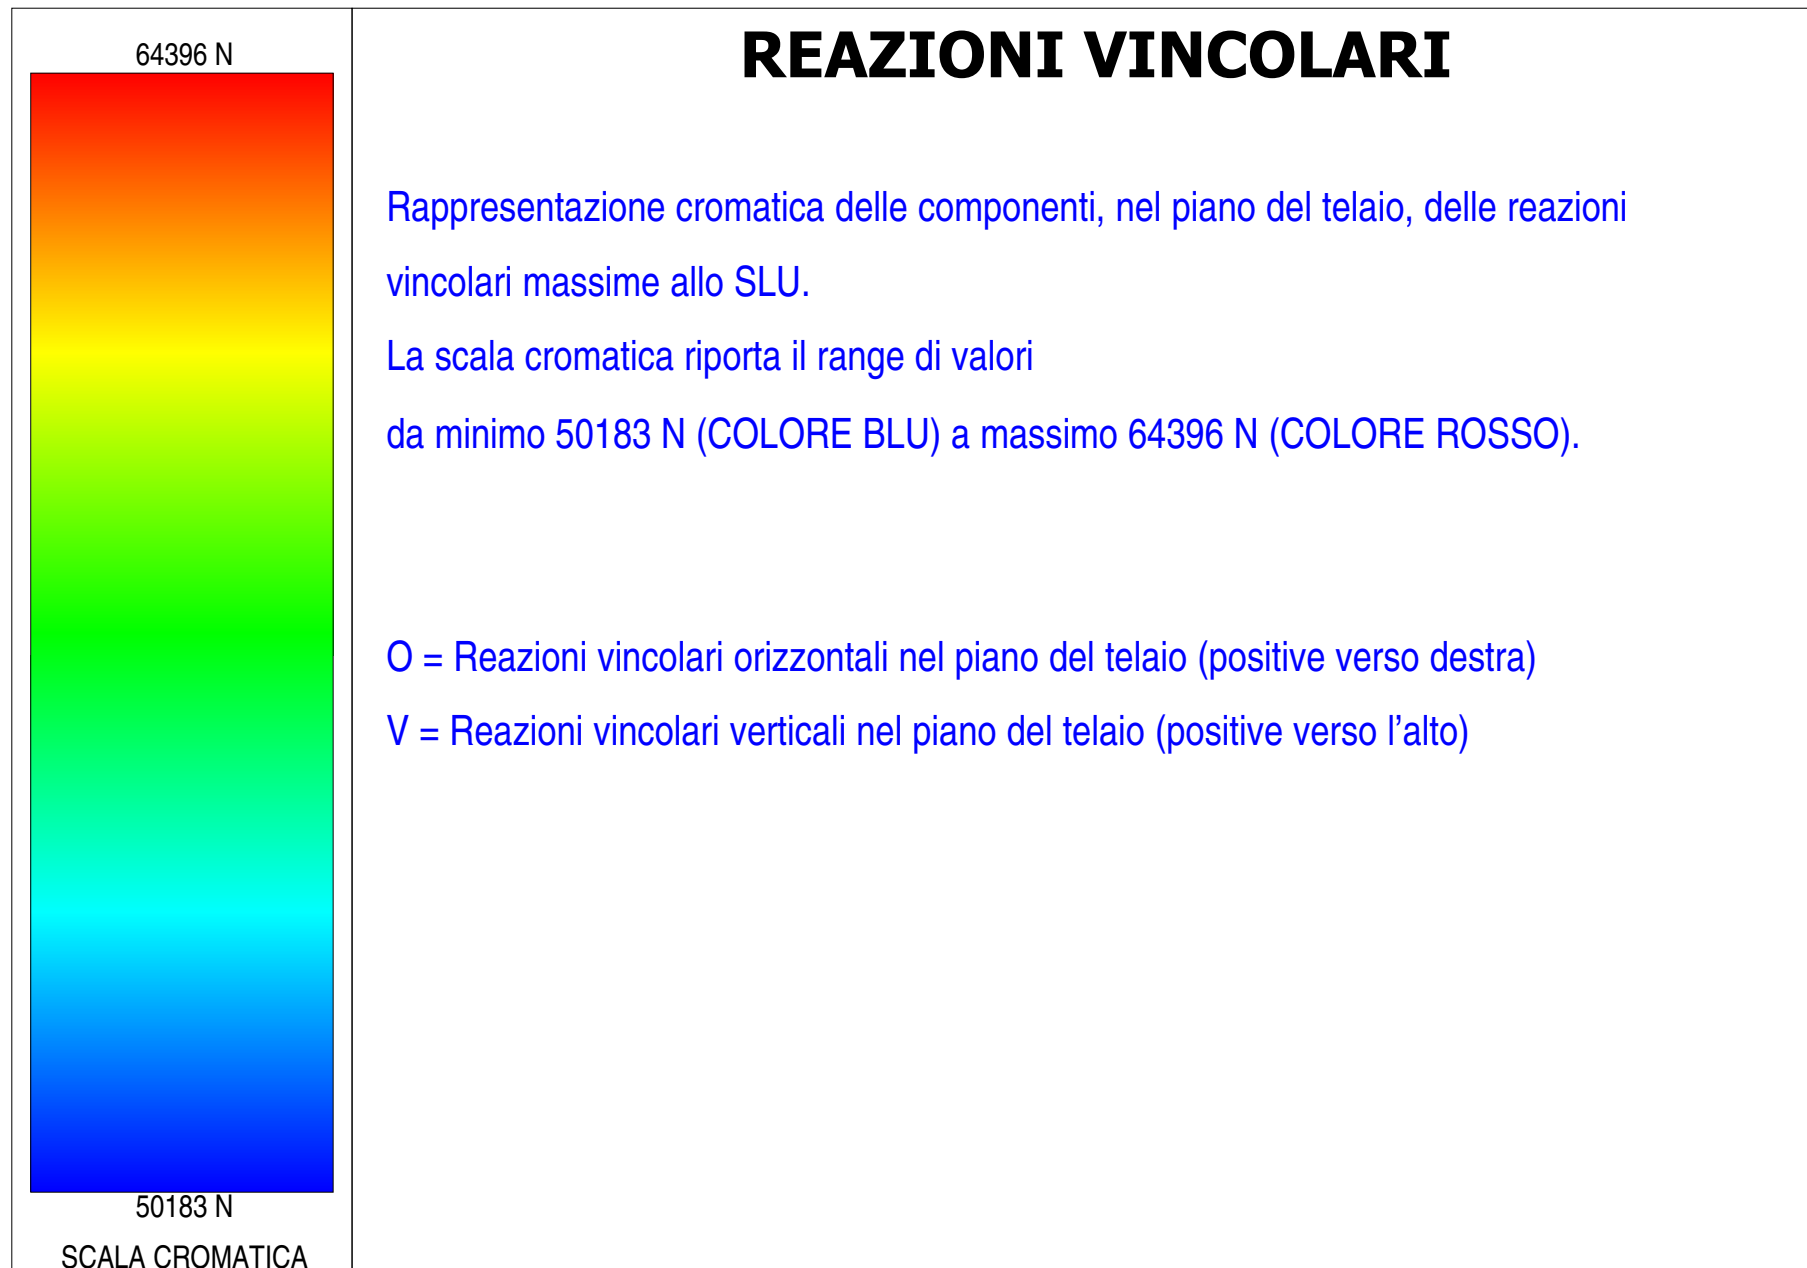 REAZIONI VINCOLARI
64396 N
Rappresentazione cromatica delle componenti, nel piano del telaio, delle reazioni
vincolari massime allo SLU.
La scala cromatica riporta il range di valori
da minimo 50183 N (COLORE BLU) a massimo 64396 N (COLORE ROSSO).
O = Reazioni vincolari orizzontali nel piano del telaio (positive verso destra)
V = Reazioni vincolari verticali nel piano del telaio (positive verso l'alto)
50183 N
SCALA CROMATICA